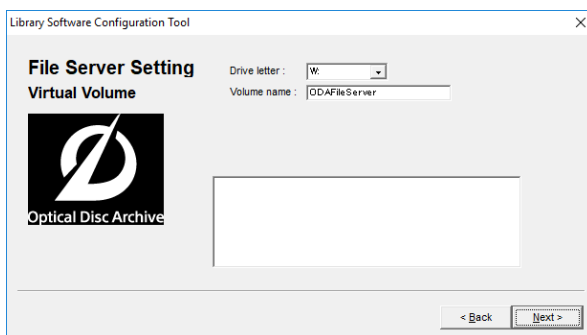 Library Software Configuration Tool
File Server Setting
Virtual Volume
Drive letter :
W:
Volume name :
ODAFileServer
Optical Disc Archive
< Back
Next >